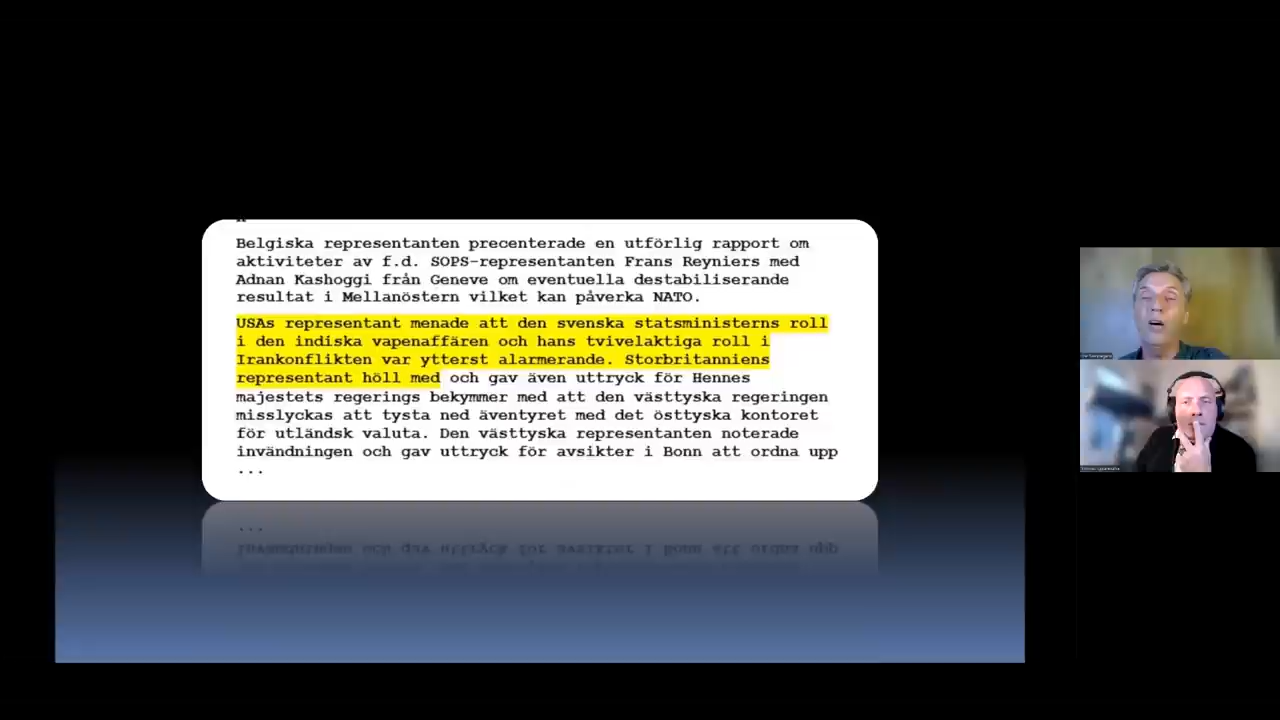 Belgiska representanten precenterade en utförlig rapport om
aktiviteter av f.d. SOPS-representanten Frans Reyniers med
Adnan Kashoggi från Geneve om eventuella destabiliserande
resultat i Mellanöstern vilket kan påverka NATO.
USAs representant menade att den svenska statsministerns roll
i den indiska vapenaffären och hans tvivelaktiga roll i
Irankonflikten var ytterst alarmerande. Storbritanniens
representant höll med och gav även uttryck för Hennes
majestets regerings bekymmer med att den västtyska regeringen
misslyckas att tysta ned äventyret med det östtyska kontoret
för utländsk valuta. Den västtyska representanten noterade
invändningen och gav uttryck för avsikter i Bonn att ordna upp
...